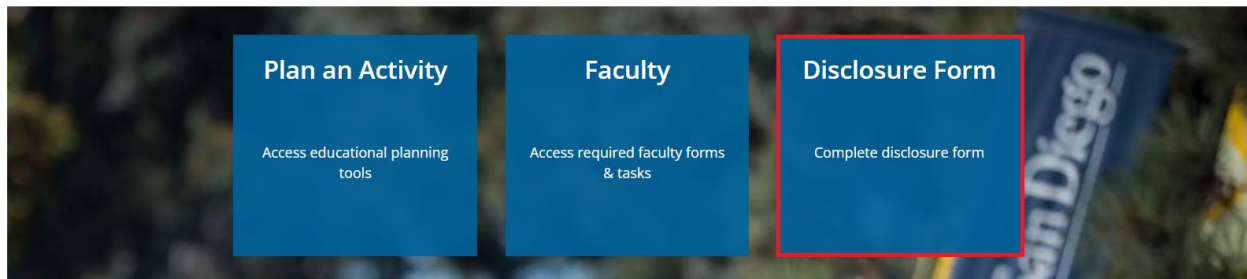 Plan an Activity
Access educational planning
tools
Faculty
Access required faculty forms
& tasks
Disclosure Form
Complete disclosure form
San Diego